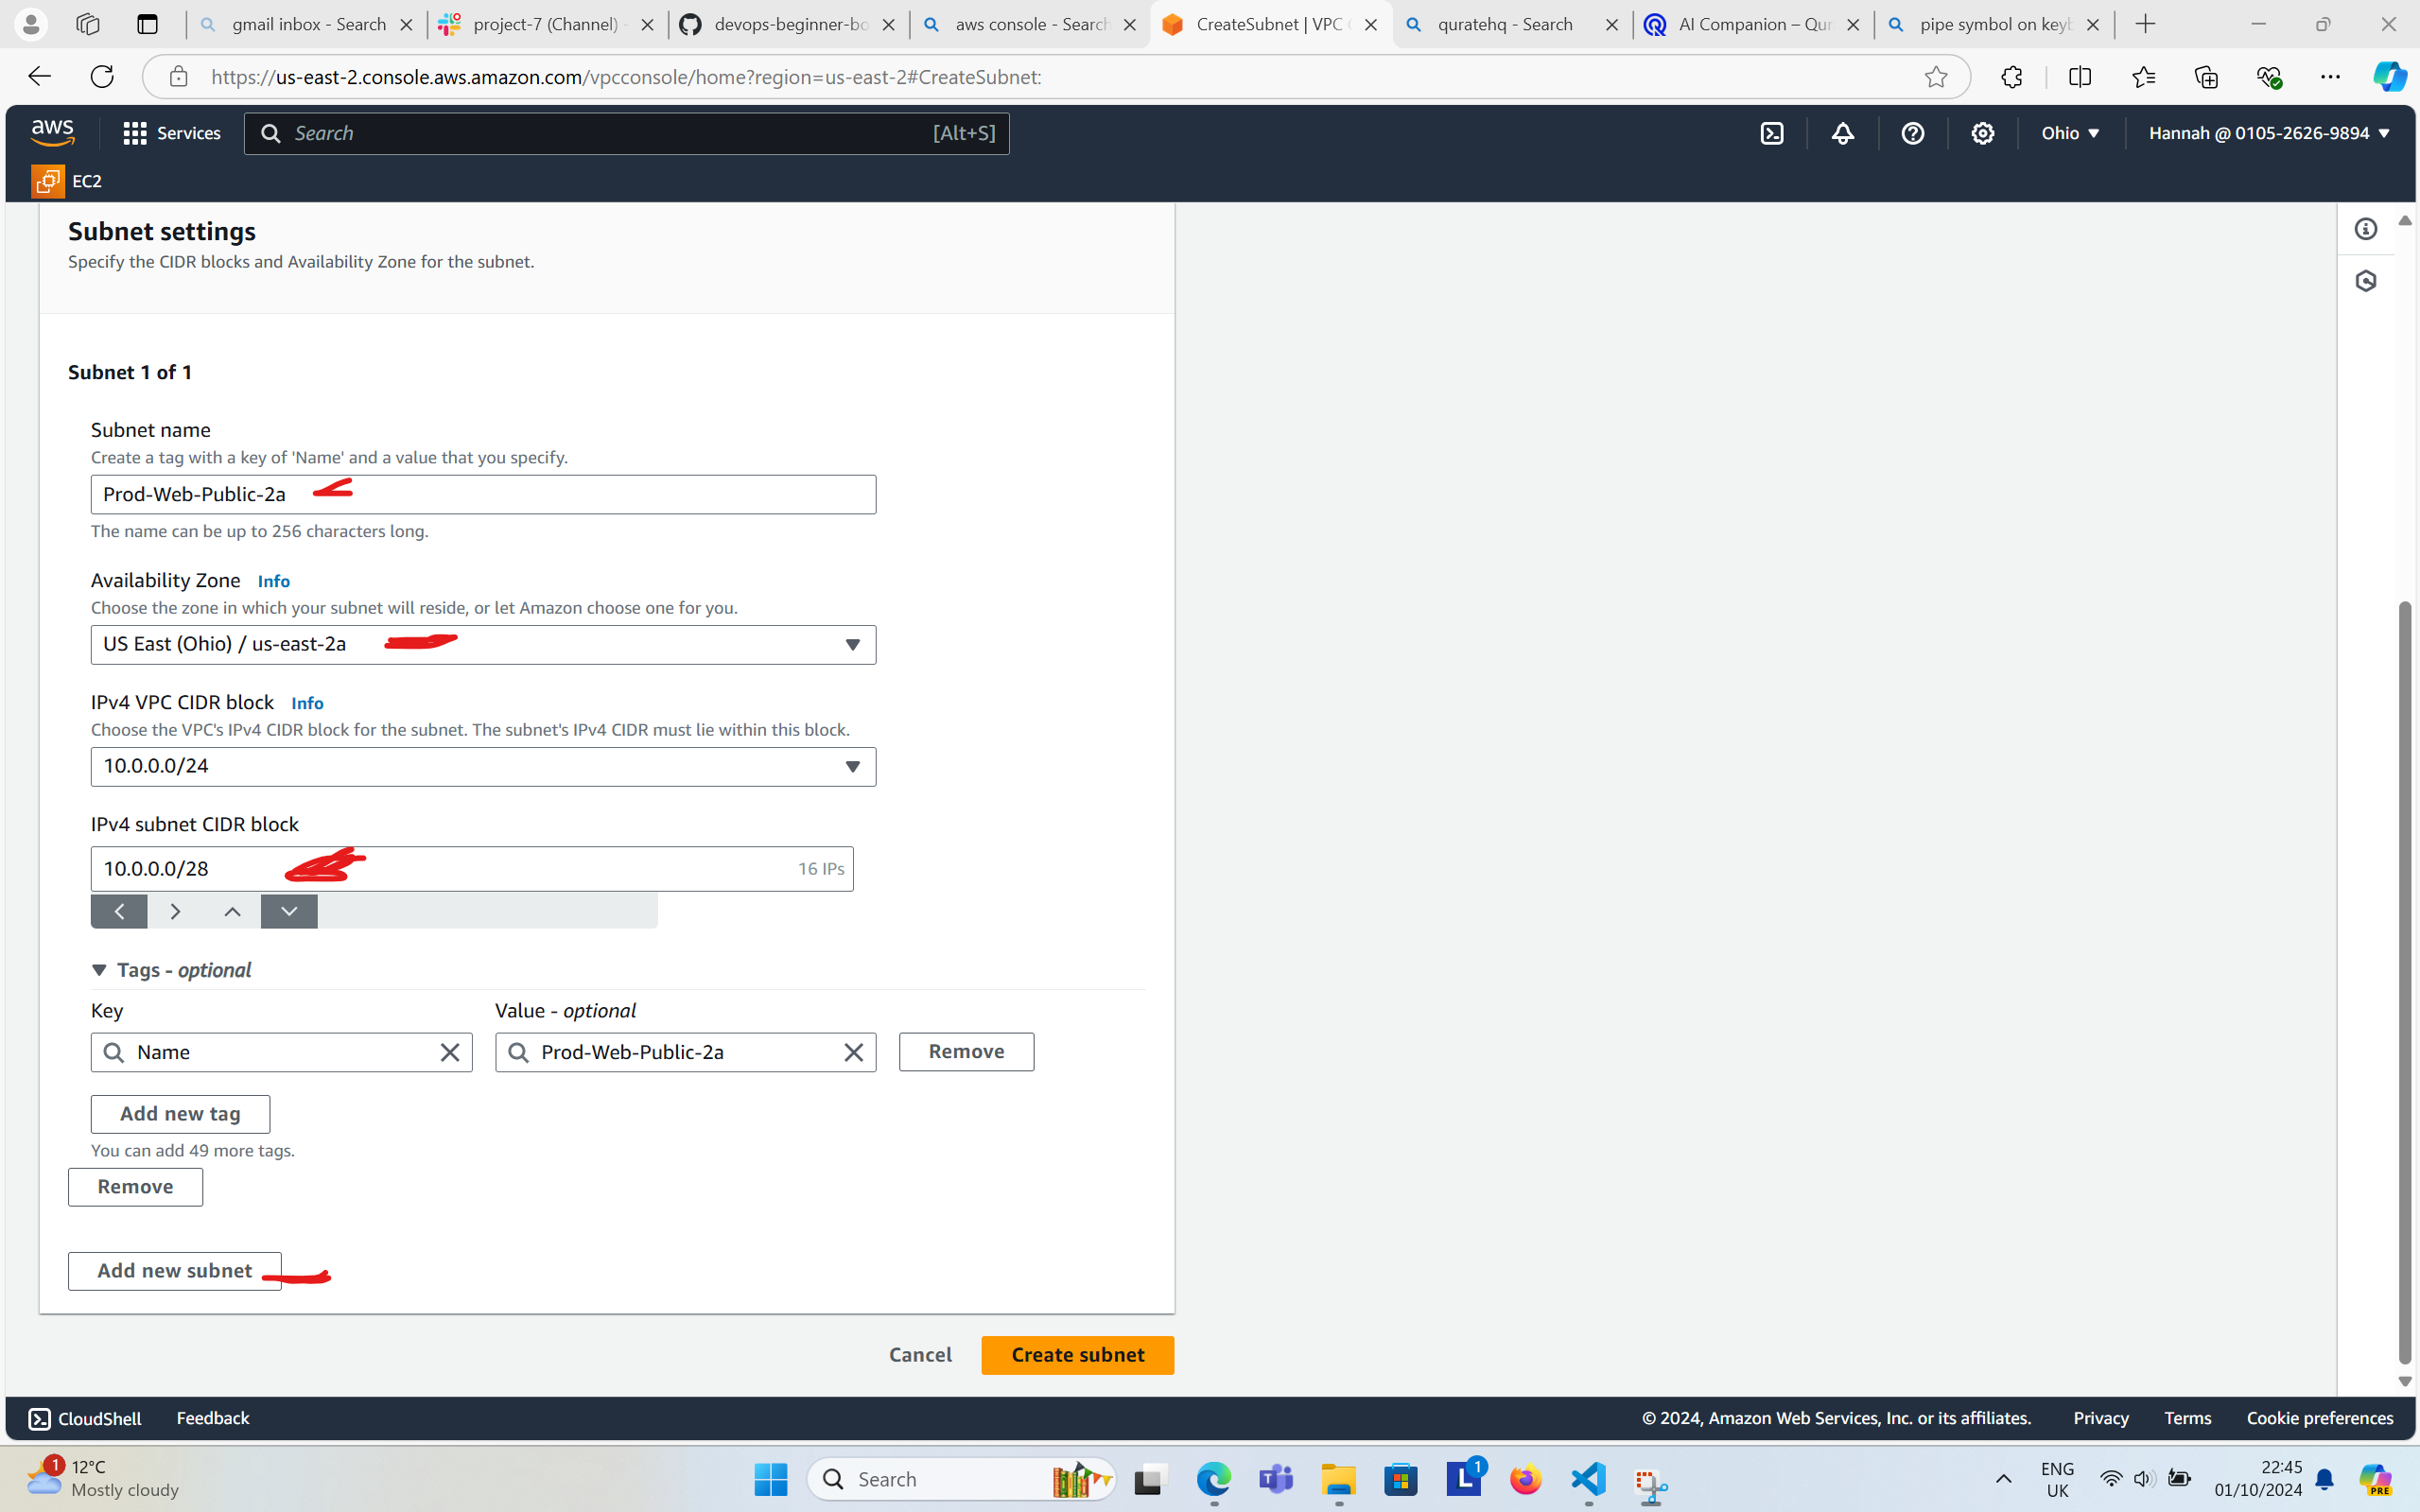 gmail inbox - Search
project-7 (Channel) -
devops-beginner-bo
aws console - Search
CreateSubnet | VPC
quratehq - Search
AI Companion – Qur
pipe symbol on keyb
https://us-east-2.console.aws.amazon.com/vpcconsole/home?region=us-east-2#CreateSubnet:
aws
Services
Search
[Alt+S]
Ohio
Hannah @ 0105-2626-9894
EC2
Subnet settings
Specify the CIDR blocks and Availability Zone for the subnet.
Subnet 1 of 1
Subnet name
Create a tag with a key of 'Name' and a value that you specify.
Prod-Web-Public-2a
The name can be up to 256 characters long.
Availability Zone Info
Choose the zone in which your subnet will reside, or let Amazon choose one for you.
US East (Ohio) / us-east-2a
IPv4 VPC CIDR block Info
Choose the VPC's IPv4 CIDR block for the subnet. The subnet's IPv4 CIDR must lie within this block.
10.0.0.0/24
IPv4 subnet CIDR block
10.0.0.0/28
16 IPs
Tags - optional
Key
Value - optional
Name
Prod-Web-Public-2a
Remove
Add new tag
You can add 49 more tags.
Remove
Add new subnet
Cancel
Create subnet
CloudShell
Feedback
© 2024, Amazon Web Services, Inc. or its affiliates.
Privacy
Terms
Cookie preferences
1
12°C
Mostly cloudy
Search
L
1
ENG
UK
22:45
01/10/2024
PRE